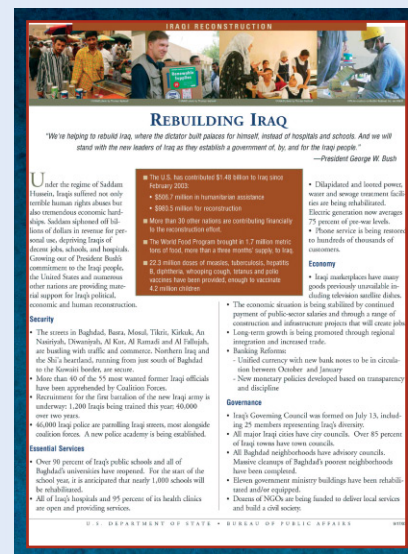 IRAQI RECONSTRUCTION
REBUILDING IRAQ
"We're helping to rebuild Iraq, where the dictator built palaces for himself, instead of hospitals and schools. And we will
stand with the new leaders of Iraq as they establish a government of, by, and for the Iraqi people."
—President George W. Bush
Under the regime of Saddam
Hussein, Iraqis suffered not only
terrible human rights abuses but
also tremendous economic hard-
ships. Saddam siphoned off bil-
lions of dollars in revenue for per-
sonal use, depriving Iraqis of
decent jobs, schools, and hospitals.
Growing out of President Bush's
commitment to the Iraqi people,
the United States and numerous
other nations are providing mate-
rial support for Iraq's political,
economic and human reconstruction.
Security
• The streets in Baghdad, Basra, Mosul, Tikrit, Kirkuk, An
Nasiriyah, Diwaniyah, Al Kut, Al Ramadi and Al Fallujah,
are bustling with traffic and commerce. Northern Iraq and
the Shi'a heartland, running from just south of Baghdad
to the Kuwaiti border, are secure.
• More than 40 of the 55 most wanted former Iraqi officials
have been apprehended by Coalition Forces.
• Recruitment for the first battalion of the new Iraqi army is
underway: 1,200 Iraqis being trained this year; 40,000
over two years.
• 46,000 Iraqi police are patrolling Iraqi streets, most alongside
coalition forces. A new police academy is being established.
Essential Services
• Over 90 percent of Iraq's public schools and all of
Baghdad's universities have reopened. For the start of the
school year, it is anticipated that nearly 1,000 schools will
be rehabilitated.
• All of Iraq's hospitals and 95 percent of its health clinics
are open and providing services.
■ The U.S. has contributed $1.48 billion to Iraq since
February 2003:
• $506.7 million in humanitarian assistance
• $980.5 million for reconstruction
■ More than 30 other nations are contributing financially
to the reconstruction effort.
■ The World Food Program brought in 1.7 million metric
tons of food, more than a three months' supply, to Iraq.
■ 22.3 million doses of measles, tuberculosis, hepatitis
B, diphtheria, whooping cough, tetanus and polio
vaccines have been provided, enough to vaccinate
4.2 million children
• Dilapidated and looted power,
water and sewage treatment facili-
ties are being rehabilitated.
Electric generation now averages
75 percent of pre-war levels.
• Phone service is being restored
to hundreds of thousands of
customers.
Economy
• Iraqi marketplaces have many
goods previously unavailable in-
cluding television satellite dishes.
• The economic situation is being stabilized by continued
payment of public-sector salaries and through a range of
construction and infrastructure projects that will create jobs.
• Long-term growth is being promoted through regional
integration and increased trade.
• Banking Reforms:
- Unified currency with new bank notes to be in circula-
tion between October and January
- New monetary policies developed based on transparency
and discipline
Governance
• Iraq's Governing Council was formed on July 13, includ-
ing 25 members representing Iraq's diversity.
• All major Iraqi cities have city councils. Over 85 percent
of Iraqi towns have town councils.
• All Baghdad neighborhoods have advisory councils.
Massive cleanups of Baghdad's poorest neighborhoods
have been completed.
• Eleven government ministry buildings have been rehabili-
tated and/or equipped.
• Dozens of NGOs are being funded to deliver local services
and build a civil society.
U.S. DEPARTMENT OF STATE • BUREAU OF PUBLIC AFFAIRS